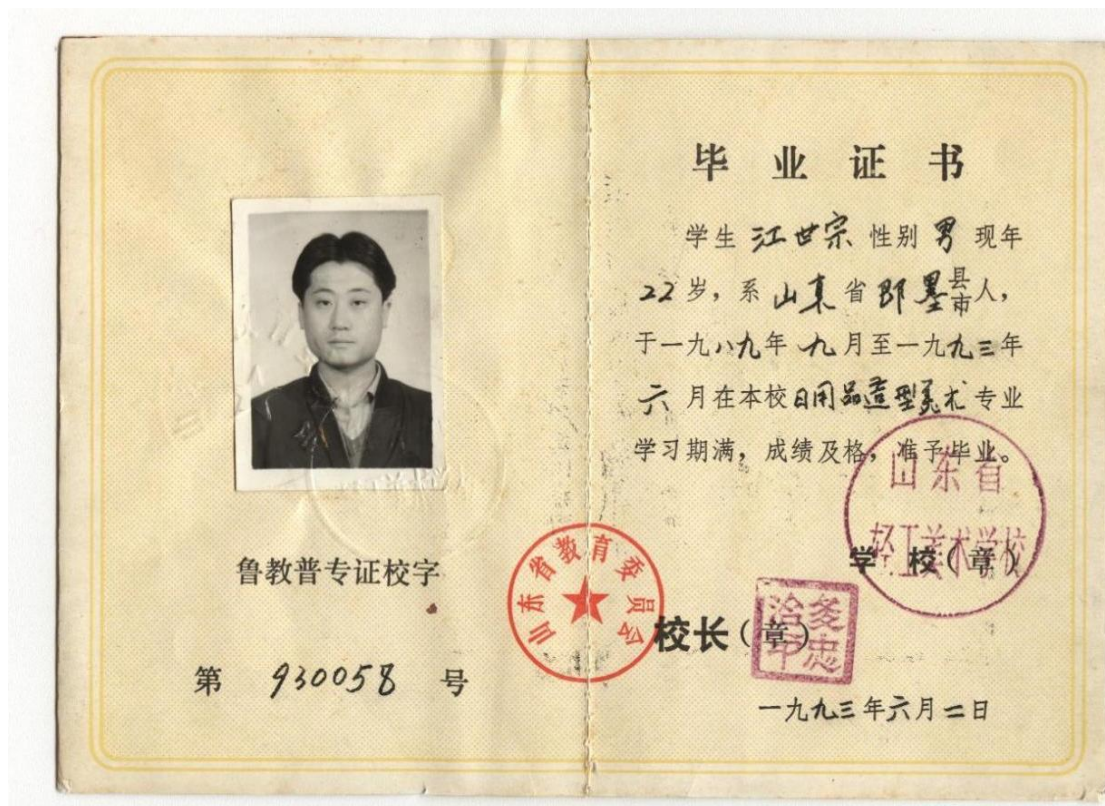 鲁教普专证校字
第 930058 号
山东省教育委员会
毕业证书
学生 江世宗 性别 男 现年
22岁，系 山东省即墨县市人，
于一九八九年九月至一九九三年
六月在本校日用品造型美术专业
学习期满，成绩及格，准予毕业。
山东省
轻工美术学校
学校（章）
校长（章）
一九九三年六月二日